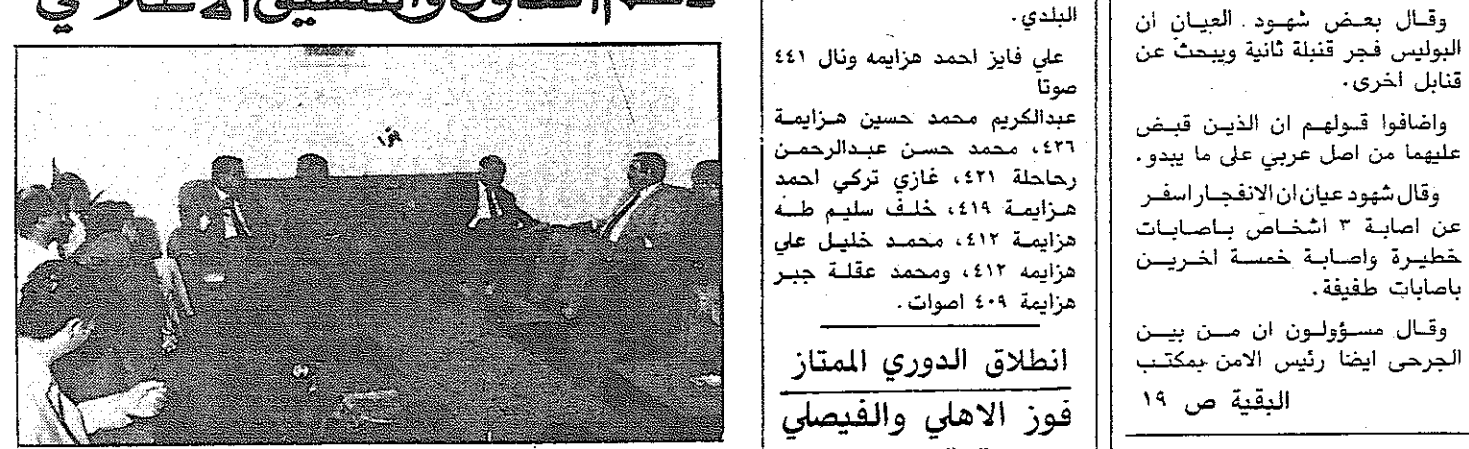 وقال بعض شهود العيان ان
البوليس فجر قنبلة ثانية ويبحث عن
قنابل اخرى.
واضافوا قولهم ان الذين قبض
عليهما من اصل عربي على ما يبدو.
وقال شهود عيان ان الانفجار اسفر
عن اصابة ٣ اشخاص باصابات
خطيرة واصابة خمسة اخرين
باصابات طفيفة.
وقال مسؤولون ان من بين
الجرحى ايضا رئيس الامن بمكتب
البقية ص ١٩
البلدي.
علي فايز احمد هزايمه ونال ٤٤١
صوتا
عبدالكريم محمد حسين هزايمة
٤٣٦، محمد حسن عبدالرحمن
رحاحلة ٤٢١، غازي تركي احمد
هزايمة ٤١٩، خلف سليم طه
هزايمة ٤١٢، محمد خليل علي
هزايمه ٤١٢، ومحمد عقلة جبر
هزايمة ٤٠٩ اصوات.
انطلاق الدوري الممتاز
فوز الاهلي والفيصلي